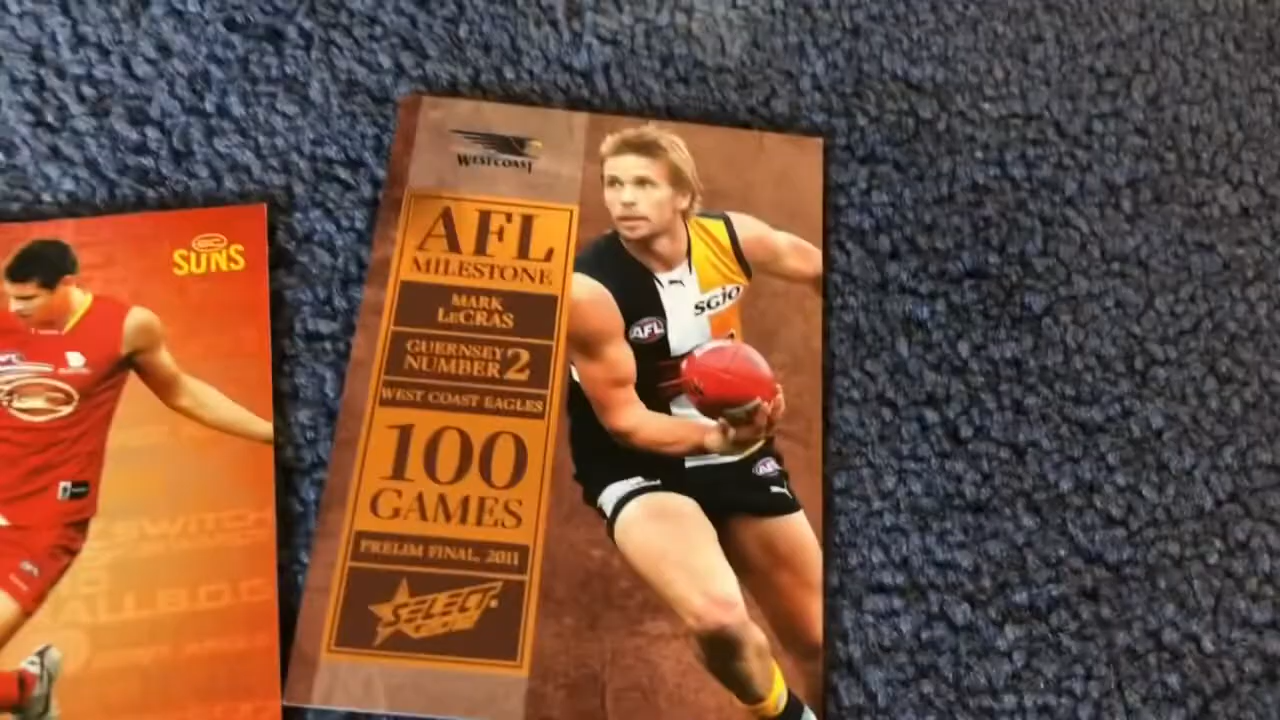 WESTCOAST
AFL
MILESTONE
MARK
LECRAS
GUERNSEY
NUMBER 2
WEST COAST EAGLES
100
GAMES
PRELIM FINAL, 2011
SELECT
SGIO
AFL
AFL
SUNS